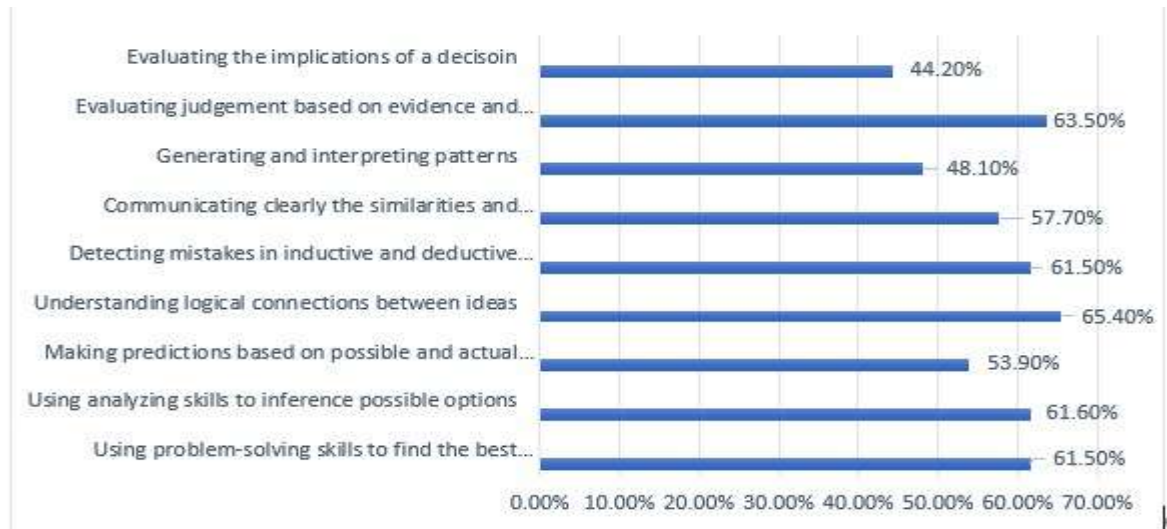 Evaluating the implications of a decisoin
44.20%
Evaluating judgement based on evidence and...
63.50%
Generating and interpreting patterns
48.10%
Communicating clearly the similarities and...
57.70%
Detecting mistakes in inductive and deductive...
61.50%
Understanding logical connections between ideas
65.40%
Making predictions based on possible and actual...
53.90%
Using analyzing skills to inference possible options
61.60%
Using problem-solving skills to find the best...
61.50%
0.00% 10.00% 20.00% 30.00% 40.00% 50.00% 60.00% 70.00%